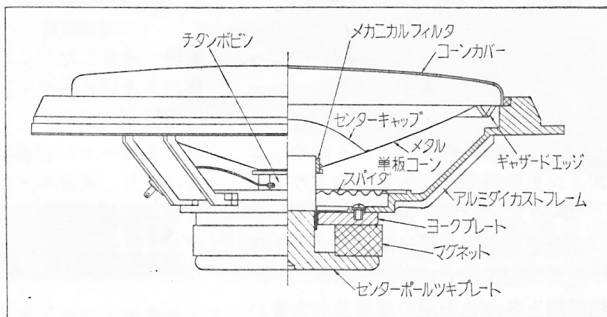 チタンボビン
メカニカルフィルタ
コーンカバー
センターキャップ
メタル
単板コーン
ギャザードエッジ
スパイダ
アルミダイカストフレーム
ヨークプレート
マグネット
センターポールツキプレート